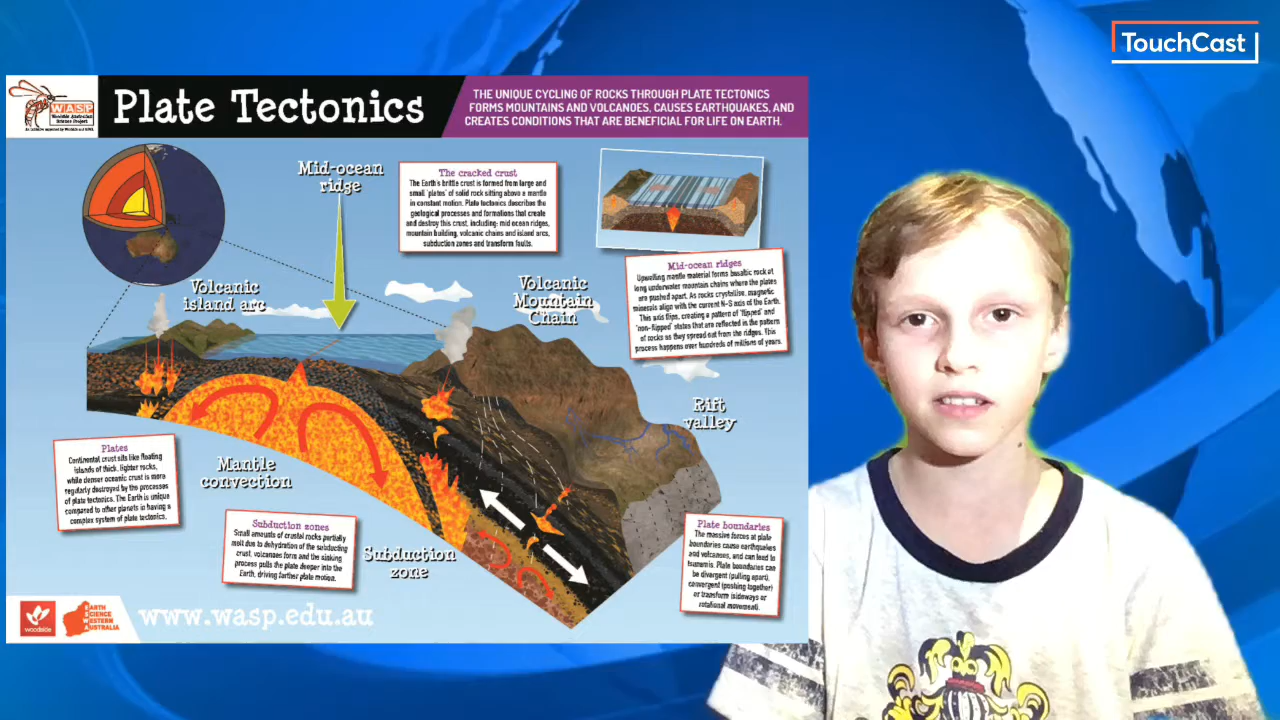 TouchCast
WASP
Woodside Australian
Science Project
Plate Tectonics
THE UNIQUE CYCLING OF ROCKS THROUGH PLATE TECTONICS
FORMS MOUNTAINS AND VOLCANOES, CAUSES EARTHQUAKES, AND
CREATES CONDITIONS THAT ARE BENEFICIAL FOR LIFE ON EARTH.
Mid-ocean
ridge
The cracked crust
The Earth's brittle crust is formed from large and
small 'plates' of solid rock sitting above a mantle
in constant motion. Plate tectonics describes the
geological processes and formations that create
and destroy this crust, including: mid ocean ridges,
mountain building, volcanic chains and island arcs,
subduction zones and transform faults.
Mid-ocean ridges
Upwelling mantle material forms basaltic rock at
long underwater mountain chains where the plates
are pushed apart. As rocks crystallise, magnetic
minerals align with the current N-S axis of the Earth.
This axis flips, creating a pattern of 'flipped' and
'non-flipped' states that are reflected in the pattern
of rocks as they spread out from the ridges. This
process happens over hundreds of millions of years.
Volcanic
island arc
Volcanic
Mountain
Chain
Rift
valley
Plates
Continental crust sits like floating
islands of thick, lighter rocks,
while denser oceanic crust is more
regularly destroyed by the processes
of plate tectonics. The Earth is unique
compared to other planets in having a
complex system of plate tectonics.
Mantle
convection
Subduction zones
Small amounts of crustal rocks partially
melt due to dehydration of the subducting
crust, volcanoes form and the sinking
process pulls the plate deeper into the
Earth, driving farther plate motion.
Subduction
zone
Plate boundaries
The massive forces at plate
boundaries cause earthquakes
and volcanoes, and can lead to
tsunamis. Plate boundaries can
be divergent (pulling apart),
convergent (pushing together)
or transform (sideways or
rotational movement).
woodside
EARTH
SCIENCE
WESTERN
AUSTRALIA
www.wasp.edu.au